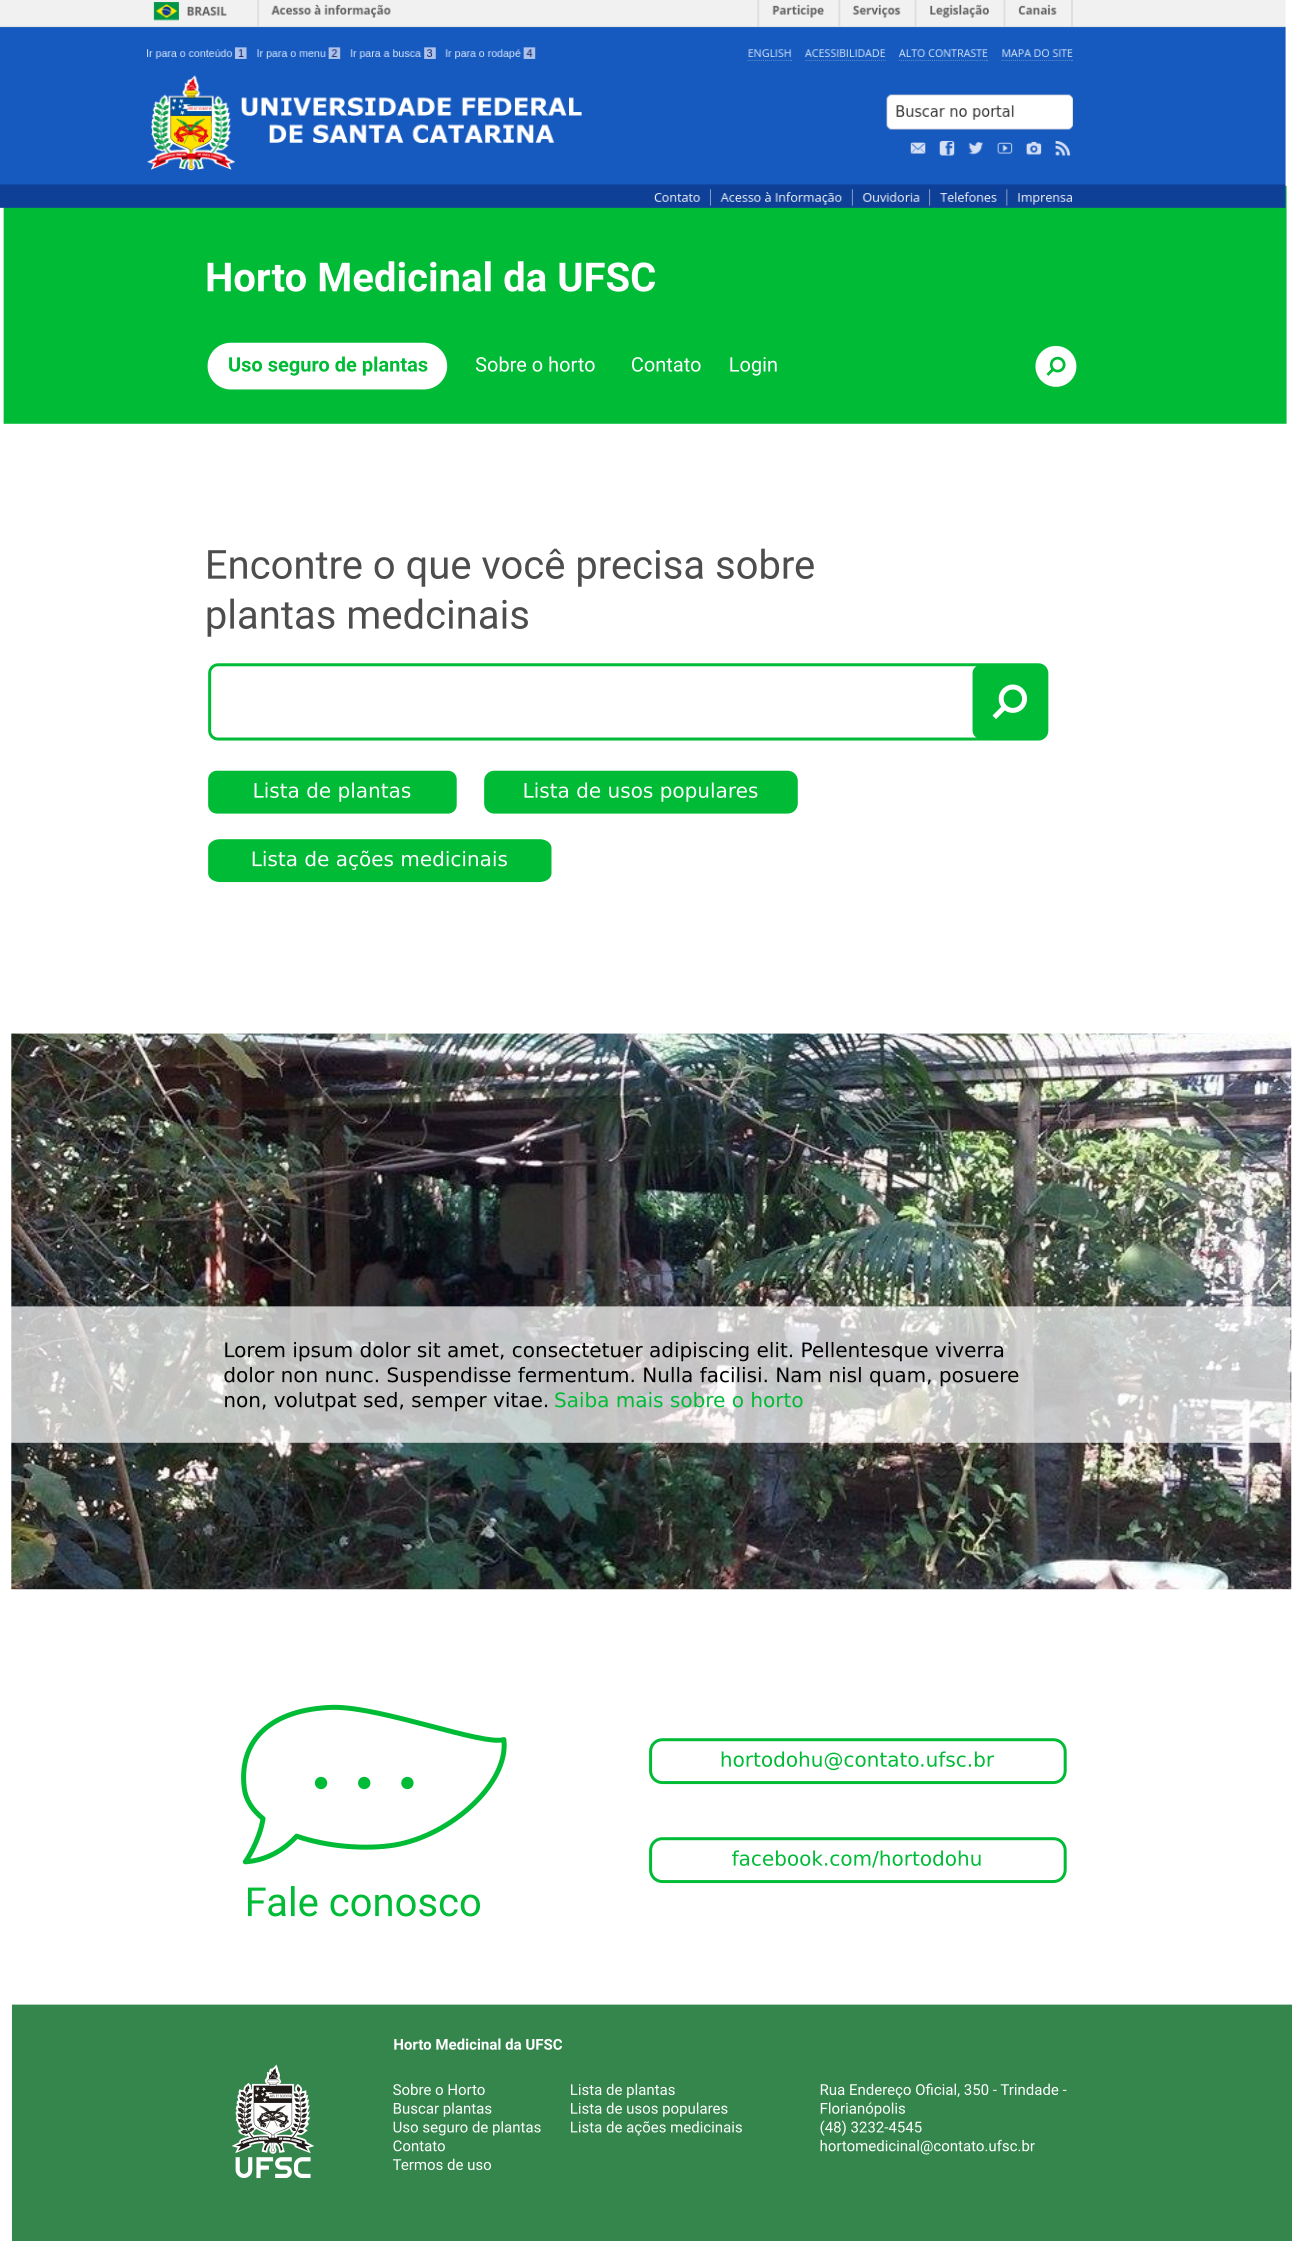 BRASIL Acesso à informação Participe Serviços Legislação Canais
Ir para o conteúdo 1 Ir para o menu 2 Ir para a busca 3 Ir para o rodapé 4 ENGLISH ACESSIBILIDADE ALTO CONTRASTE MAPA DO SITE
UNIVERSIDADE FEDERAL
DE SANTA CATARINA
Buscar no portal
Contato Acesso à Informação Ouvidoria Telefones Imprensa
Horto Medicinal da UFSC
Uso seguro de plantas Sobre o horto Contato Login
Encontre o que você precisa sobre
plantas medcinais
Lista de plantas Lista de usos populares
Lista de ações medicinais
Lorem ipsum dolor sit amet, consectetuer adipiscing elit. Pellentesque viverra
dolor non nunc. Suspendisse fermentum. Nulla facilisi. Nam nisl quam, posuere
non, volutpat sed, semper vitae. Saiba mais sobre o horto
hortodohu@contato.ufsc.br
facebook.com/hortodohu
Fale conosco
Horto Medicinal da UFSC
Sobre o Horto
Buscar plantas
Uso seguro de plantas
Contato
Termos de uso
Lista de plantas
Lista de usos populares
Lista de ações medicinais
Rua Endereço Oficial, 350 - Trindade -
Florianópolis
(48) 3232-4545
hortomedicinal@contato.ufsc.br
UFSC